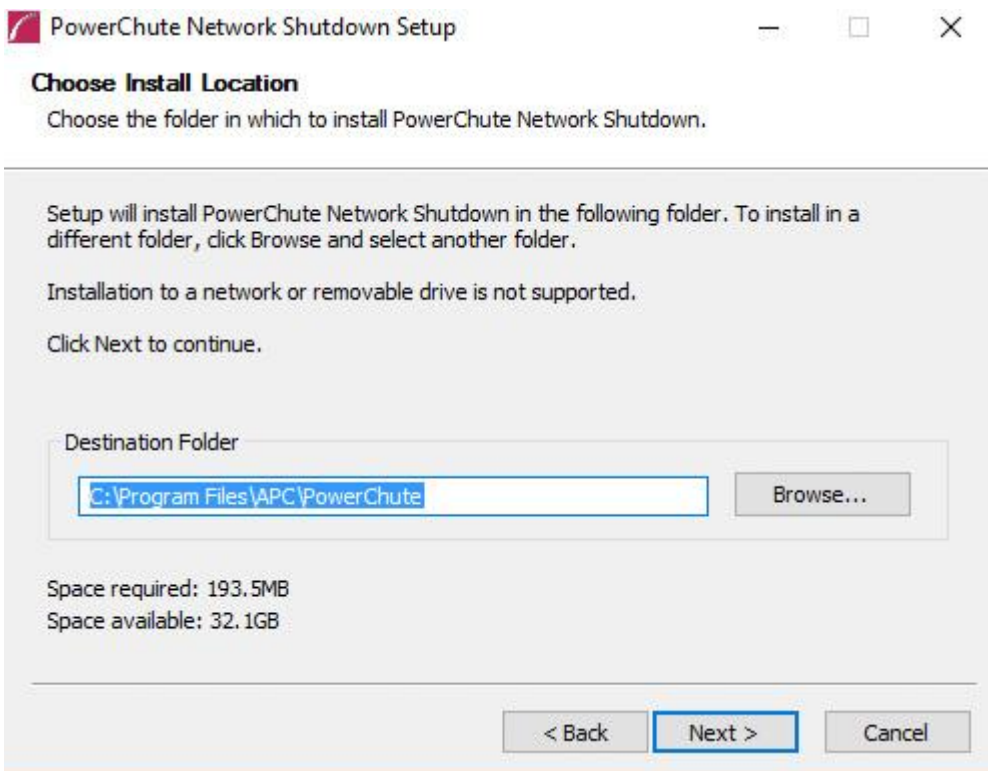 PowerChute Network Shutdown Setup
Choose Install Location
Choose the folder in which to install PowerChute Network Shutdown.
Setup will install PowerChute Network Shutdown in the following folder. To install in a
different folder, click Browse and select another folder.
Installation to a network or removable drive is not supported.
Click Next to continue.
Destination Folder
C:\Program Files\APC\PowerChute
Browse...
Space required: 193.5MB
Space available: 32.1GB
< Back
Next >
Cancel